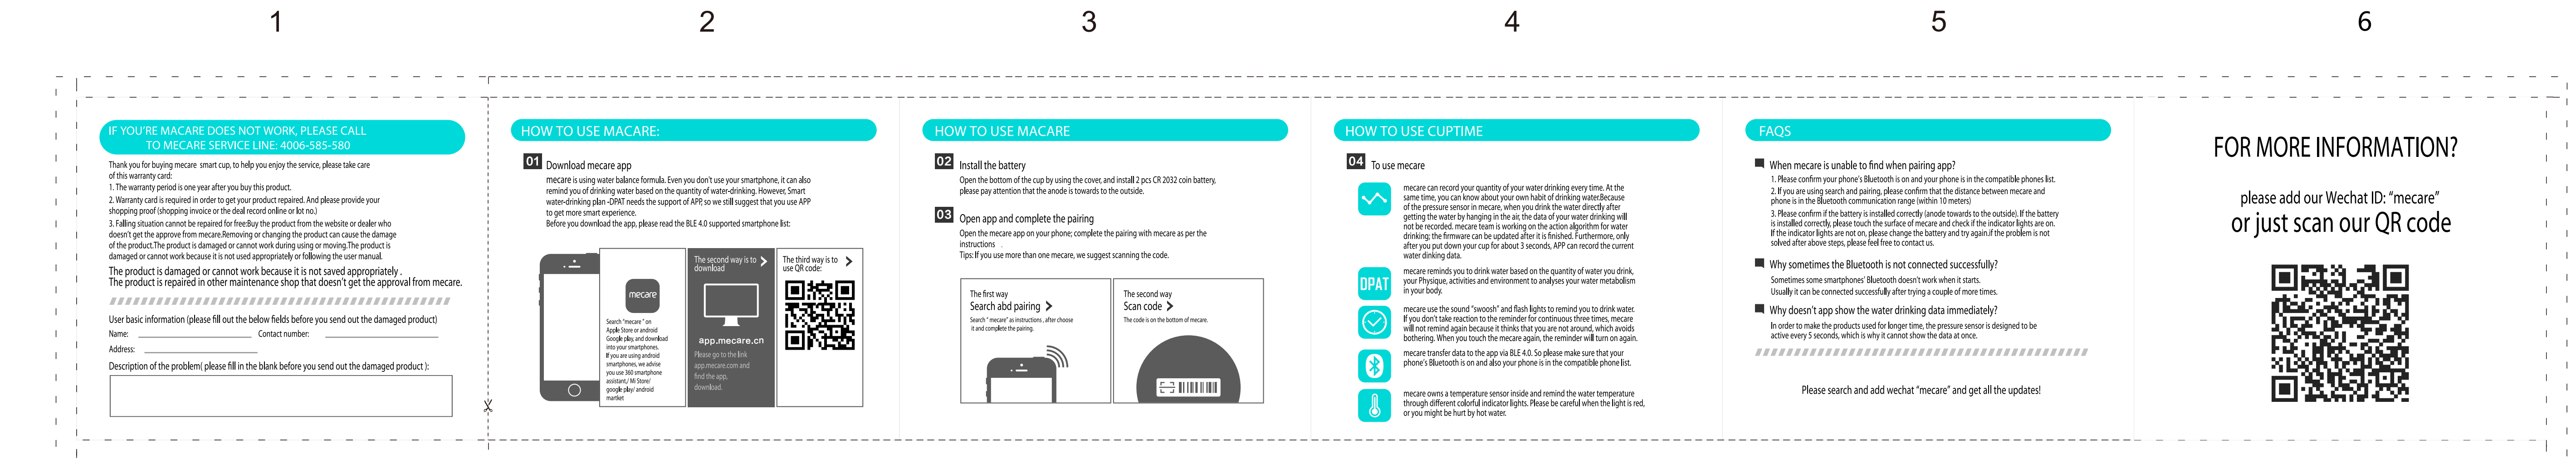 1
2
3
4
5
6
IF YOU'RE MACARE DOES NOT WORK, PLEASE CALL
TO MECARE SERVICE LINE: 4006-585-580
Thank you for buying mecare smart cup, to help you enjoy the service, please take care
of this warranty card:
1. The warranty period is one year after you buy this product.
2. Warranty card is required in order to get your product repaired. And please provide your
shopping proof (shopping invoice or the deal record online or lot no.)
3. Falling situation cannot be repaired for free:Buy the product from the website or dealer who
doesn't get the approve from mecare.Removing or changing the product can cause the damage
of the product.The product is damaged or cannot work during using or moving.The product is
damaged or cannot work because it is not used appropriately or following the user manual.
The product is damaged or cannot work because it is not saved appropriately .
The product is repaired in other maintenance shop that doesn't get the approval from mecare.
User basic information (please fill out the below fields before you send out the damaged product)
Name: Contact number:
Address:
Description of the problem( please fill in the blank before you send out the damaged product ):
HOW TO USE MACARE:
01 Download mecare app
mecare is using water balance formula. Even you don't use your smartphone, it can also
remind you of drinking water based on the quantity of water-drinking. However, Smart
water-drinking plan -DPAT needs the support of APP, so we still suggest that you use APP
to get more smart experience.
Before you download the app, please read the BLE 4.0 supported smartphone list:
mecare
Search "mecare " on
Apple Store or android
Google play, and download
into your smartphones.
If you are using android
smartphones, we advise
you use 360 smartphone
assistant,/ Mi Store/
google play/ android
martket
The second way is to
download
app.mecare.cn
Please go to the link
app.mecare.com and
find the app,
download.
The third way is to
use QR code:
HOW TO USE MACARE
02 Install the battery
Open the bottom of the cup by using the cover, and install 2 pcs CR 2032 coin battery,
please pay attention that the anode is towards to the outside.
03 Open app and complete the pairing
Open the mecare app on your phone; complete the pairing with mecare as per the
instructions .
Tips: If you use more than one mecare, we suggest scanning the code.
The first way
Search abd pairing
Search " mecare" as instructions , after choose
it and complete the pairing.
The second way
Scan code
The code is on the bottom of mecare.
HOW TO USE CUPTIME
04 To use mecare
mecare can record your quantity of your water drinking every time. At the
same time, you can know about your own habit of drinking water.Because
of the pressure sensor in mecare, when you drink the water directly after
getting the water by hanging in the air, the data of your water drinking will
not be recorded. mecare team is working on the action algorithm for water
drinking; the firmware can be updated after it is finished. Furthermore, only
after you put down your cup for about 3 seconds, APP can record the current
water dinking data.
DPAT
mecare reminds you to drink water based on the quantity of water you drink,
your Physique, activities and environment to analyses your water metabolism
in your body.
mecare use the sound "swoosh" and flash lights to remind you to drink water.
If you don't take reaction to the reminder for continuous three times, mecare
will not remind again because it thinks that you are not around, which avoids
bothering. When you touch the mecare again, the reminder will turn on again.
mecare transfer data to the app via BLE 4.0. So please make sure that your
phone's Bluetooth is on and also your phone is in the compatible phone list.
mecare owns a temperature sensor inside and remind the water temperature
through different colorful indicator lights. Please be careful when the light is red,
or you might be hurt by hot water.
FAQS
When mecare is unable to find when pairing app?
1. Please confirm your phone's Bluetooth is on and your phone is in the compatible phones list.
2. If you are using search and pairing, please confirm that the distance between mecare and
phone is in the Bluetooth communication range (within 10 meters)
3. Please confirm if the battery is installed correctly (anode towards to the outside). If the battery
is installed correctly, please touch the surface of mecare and check if the indicator lights are on.
If the indicator lights are not on, please change the battery and try again.if the problem is not
solved after above steps, please feel free to contact us.
Why sometimes the Bluetooth is not connected successfully?
Sometimes some smartphones' Bluetooth doesn't work when it starts.
Usually it can be connected successfully after trying a couple of more times.
Why doesn't app show the water drinking data immediately?
In order to make the products used for longer time, the pressure sensor is designed to be
active every 5 seconds, which is why it cannot show the data at once.
Please search and add wechat "mecare" and get all the updates!
FOR MORE INFORMATION?
please add our Wechat ID: "mecare"
or just scan our QR code